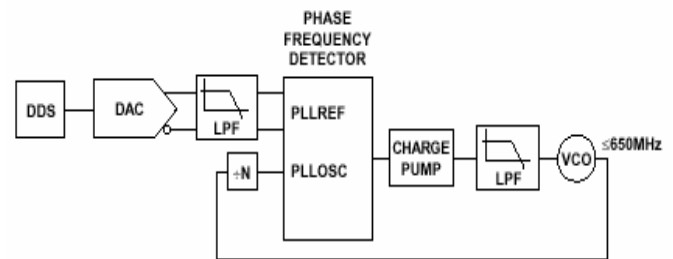 PHASE
FREQUENCY
DETECTOR
DDS
DAC
LPF
PLLREF
÷N
PLLOSC
CHARGE
PUMP
LPF
VCO
≤650MHz